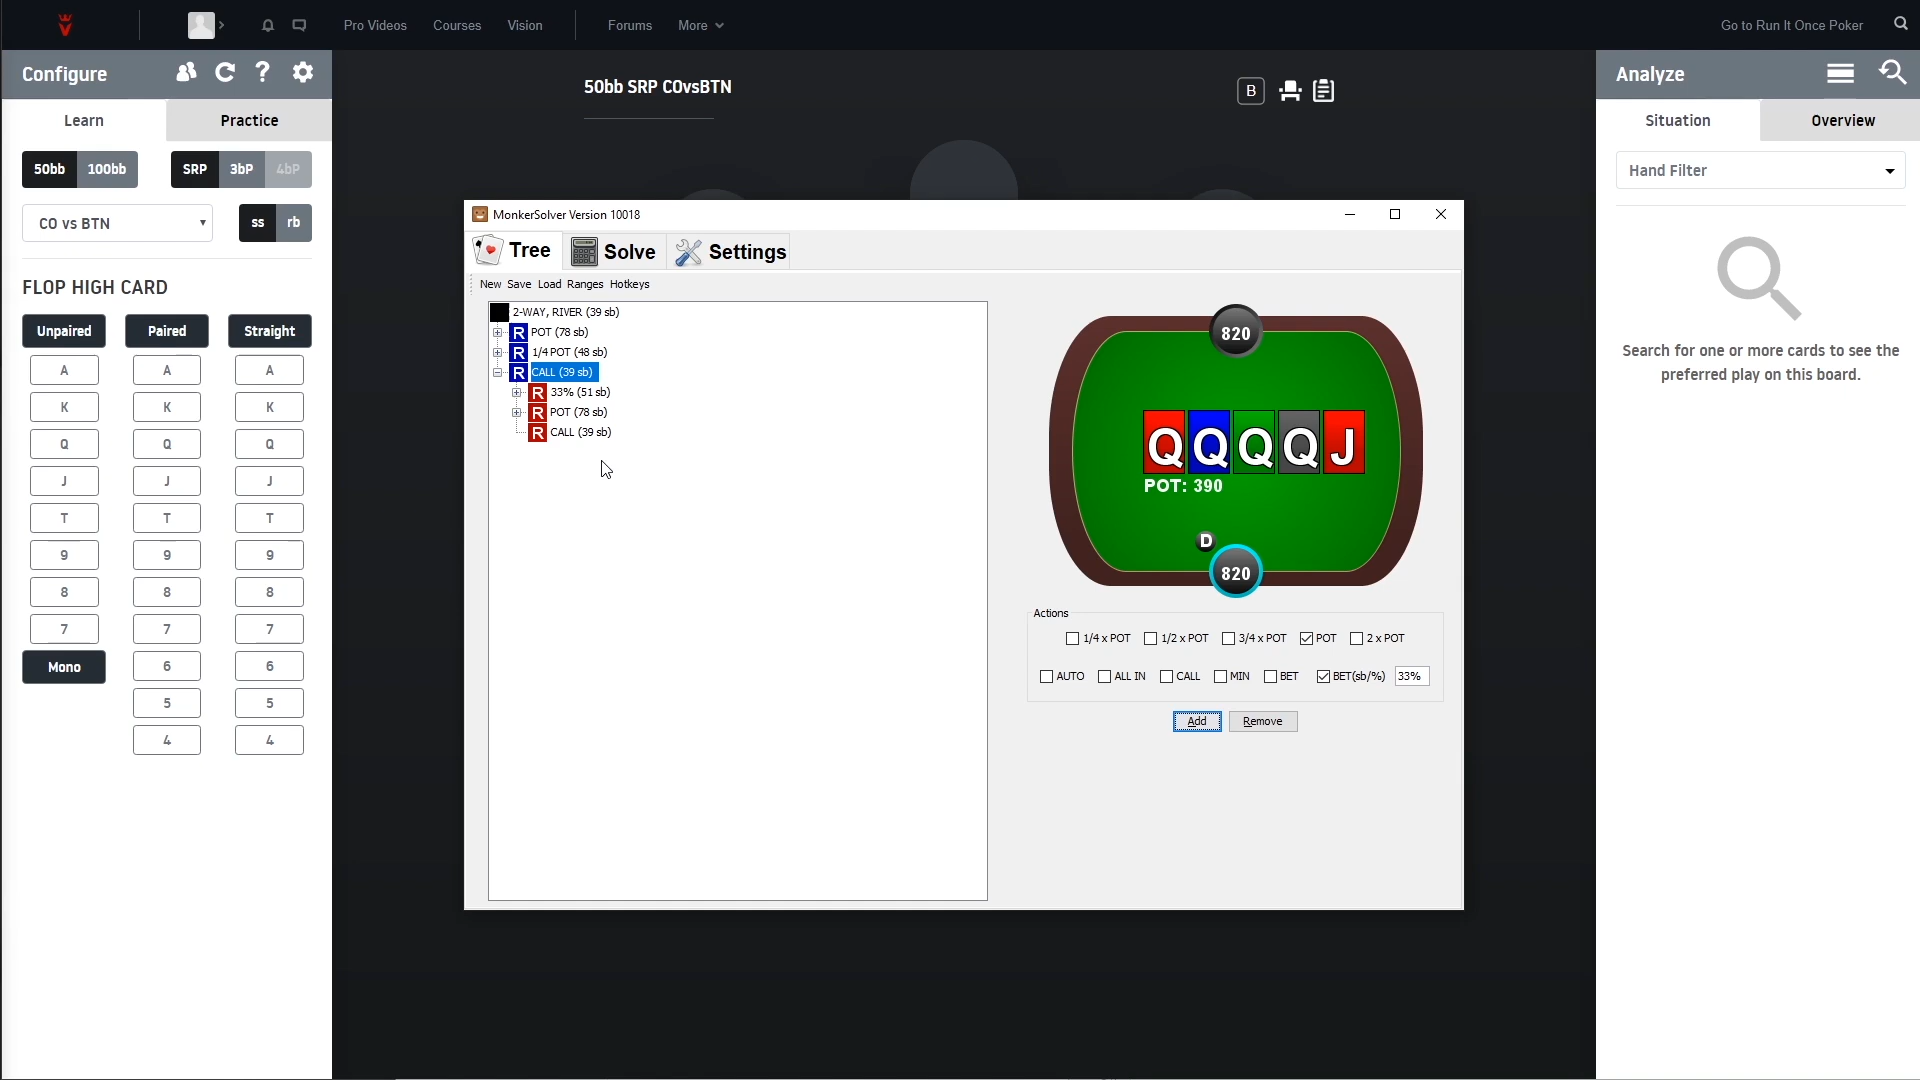 Pro Videos Courses Vision Forums More Go to Run It Once Poker
Configure
Learn Practice
50bb 100bb SRP 3bP 4bP
CO vs BTN ss rb
FLOP HIGH CARD
Unpaired Paired Straight
A A A
K K K
Q Q Q
J J J
T T T
9 9 9
8 8 8
7 7 7
Mono 6 6
5 5
4 4
50bb SRP COvsBTN
B
MonkerSolver Version 10018
Tree Solve Settings
New Save Load Ranges Hotkeys
2-WAY, RIVER (39 sb)
R POT (78 sb)
R 1/4 POT (48 sb)
R CALL (39 sb)
R 33% (51 sb)
R POT (78 sb)
R CALL (39 sb)
820
Q Q Q Q J
POT: 390
D
820
Actions
1/4 x POT 1/2 x POT 3/4 x POT POT 2 x POT
AUTO ALL IN CALL MIN BET BET(sb/%) 33%
Add Remove
Analyze
Situation Overview
Hand Filter
Search for one or more cards to see the
preferred play on this board.